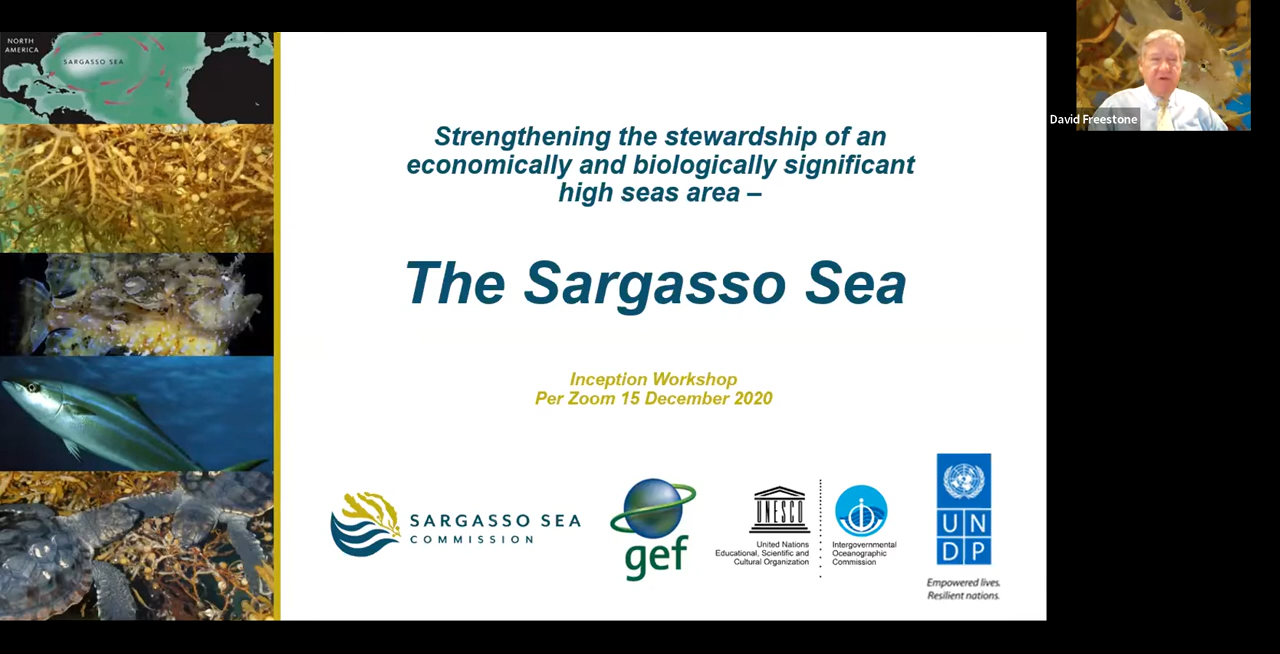 NORTH
AMERICA
SARGASSO SEA
David Freestone
Strengthening the stewardship of an
economically and biologically significant
high seas area –
The Sargasso Sea
Inception Workshop
Per Zoom 15 December 2020
SARGASSO SEA
COMMISSION
gef
UNESCO
United Nations
Educational, Scientific and
Cultural Organization
Intergovernmental
Oceanographic
Commission
U N
D P
Empowered lives.
Resilient nations.